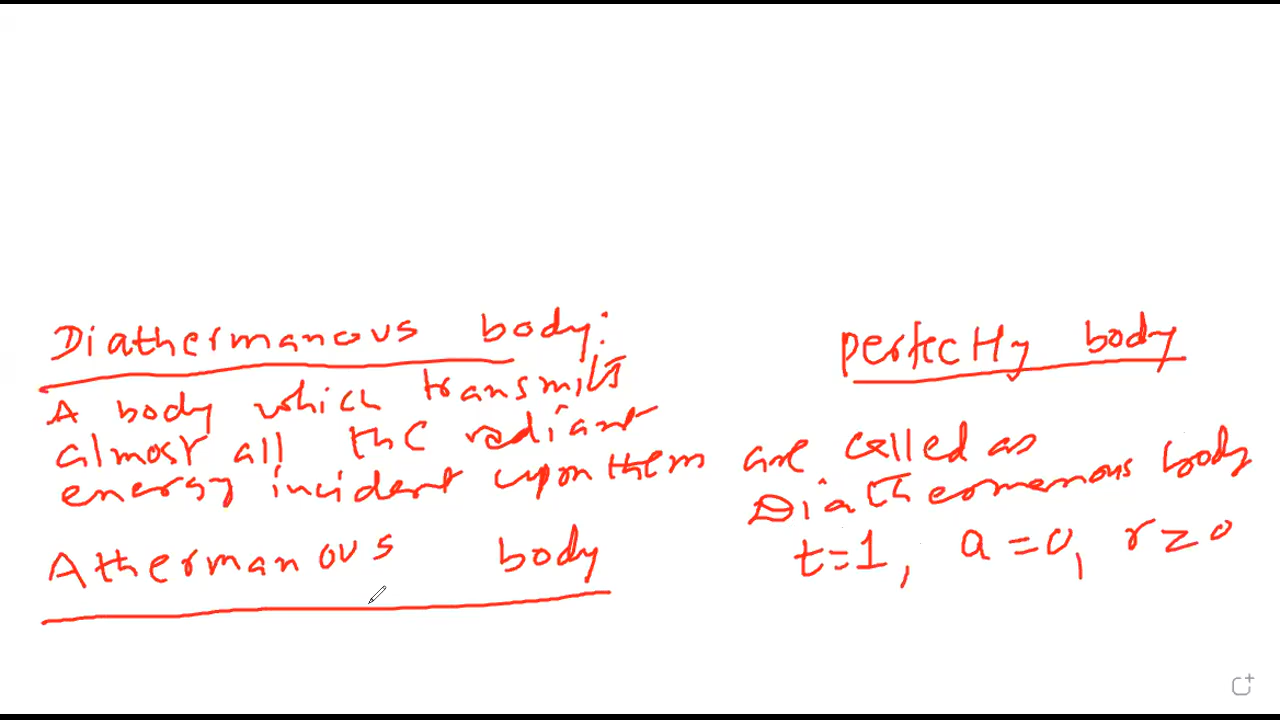 Diathermanous body:
perfectly body
A body which transmits
almost all the radiant
energy incident upon them are called as
Diathermanous body
t=1, a=0, r=0
Athermanous body